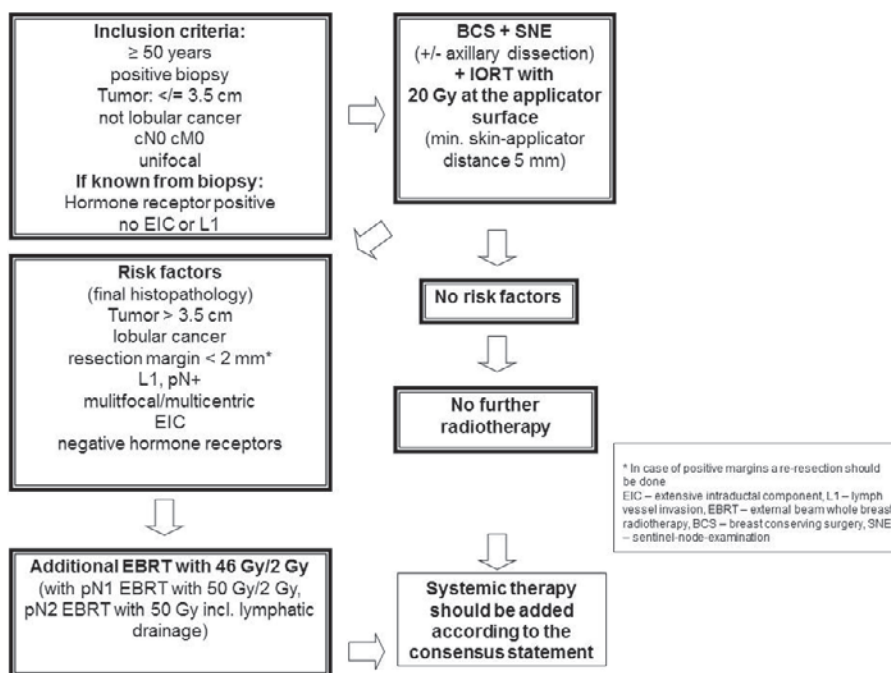 Inclusion criteria:
≥ 50 years
positive biopsy
Tumor: </= 3.5 cm
not lobular cancer
cN0 cM0
unifocal
If known from biopsy:
Hormone receptor positive
no EIC or L1
BCS + SNE
(+/- axillary dissection)
+ IORT with
20 Gy at the applicator
surface
(min. skin-applicator
distance 5 mm)
Risk factors
(final histopathology)
Tumor > 3.5 cm
lobular cancer
resection margin < 2 mm*
L1, pN+
mulitfocal/multicentric
EIC
negative hormone receptors
No risk factors
No further
radiotherapy
* In case of positive margins a re-resection should
be done
EIC – extensive intraductal component, L1 – lymph
vessel invasion, EBRT – external beam whole breast
radiotherapy, BCS – breast conserving surgery, SNE
– sentinel-node-examination
Additional EBRT with 46 Gy/2 Gy
(with pN1 EBRT with 50 Gy/2 Gy,
pN2 EBRT with 50 Gy incl. lymphatic
drainage)
Systemic therapy
should be added
according to the
consensus statement